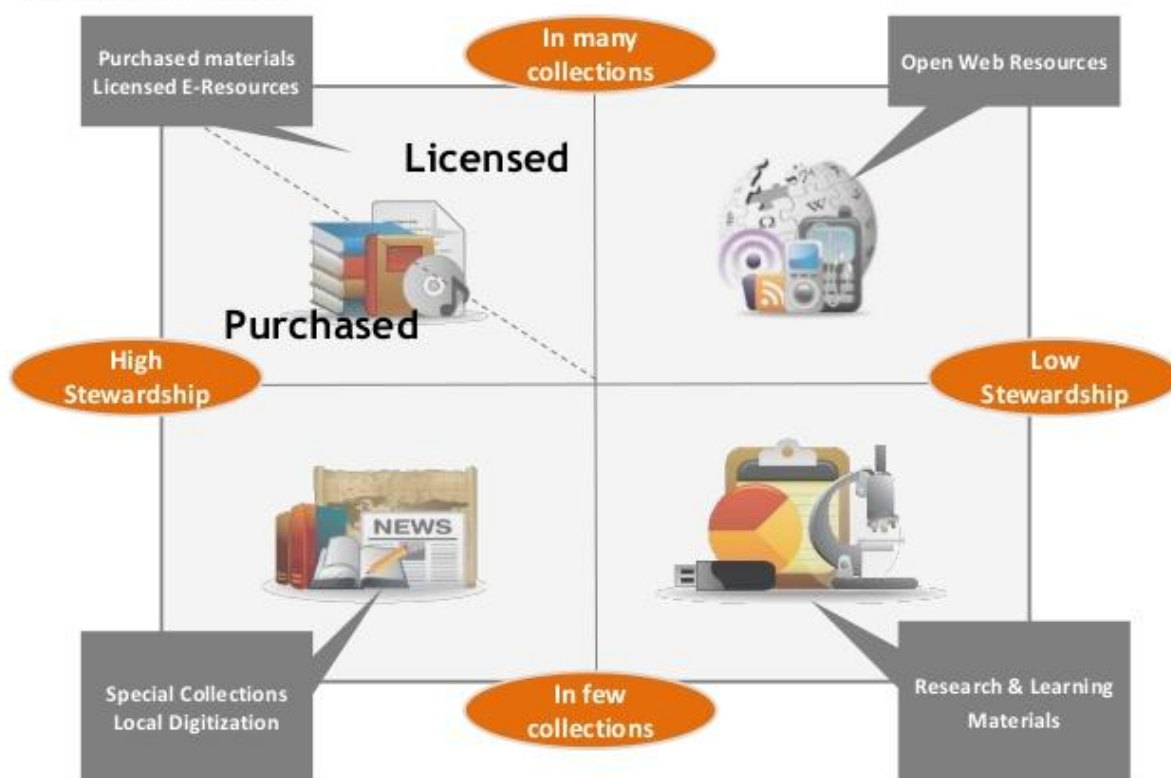 In many
collections
Purchased materials
Licensed E-Resources
Open Web Resources
Licensed
Purchased
High
Stewardship
Low
Stewardship
NEWS
Special Collections
Local Digitization
In few
collections
Research & Learning
Materials